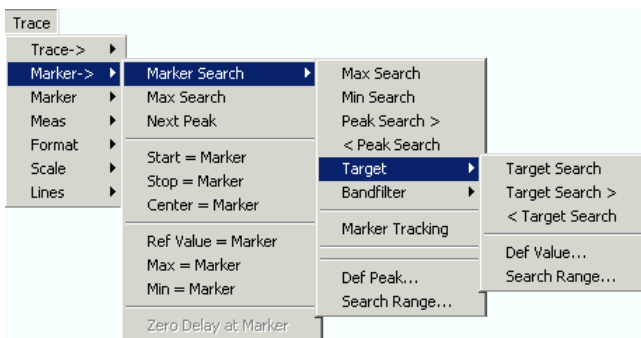 Trace
Trace->
Marker->
Marker
Meas
Format
Scale
Lines
Marker Search
Max Search
Next Peak
Start = Marker
Stop = Marker
Center = Marker
Ref Value = Marker
Max = Marker
Min = Marker
Zero Delay at Marker
Max Search
Min Search
Peak Search >
< Peak Search
Target
Bandfilter
Marker Tracking
Def Peak...
Search Range...
Target Search
Target Search >
< Target Search
Def Value...
Search Range...